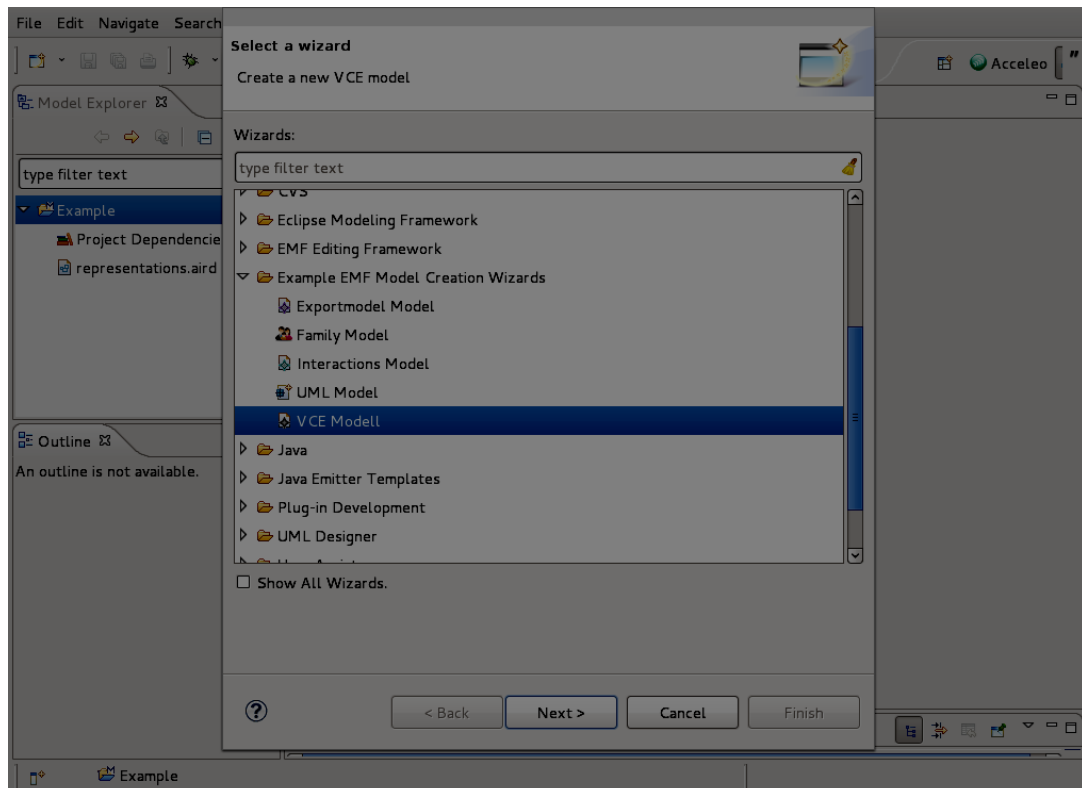 File Edit Navigate Search
Acceleo
Model Explorer
type filter text
Example
Project Dependencie
representations.aird
Outline
An outline is not available.
Select a wizard
Create a new VCE model
Wizards:
type filter text
CVS
Eclipse Modeling Framework
EMF Editing Framework
Example EMF Model Creation Wizards
Exportmodel Model
Family Model
Interactions Model
UML Model
VCE Modell
Java
Java Emitter Templates
Plug-in Development
UML Designer
Show All Wizards.
< Back Next > Cancel Finish
Example